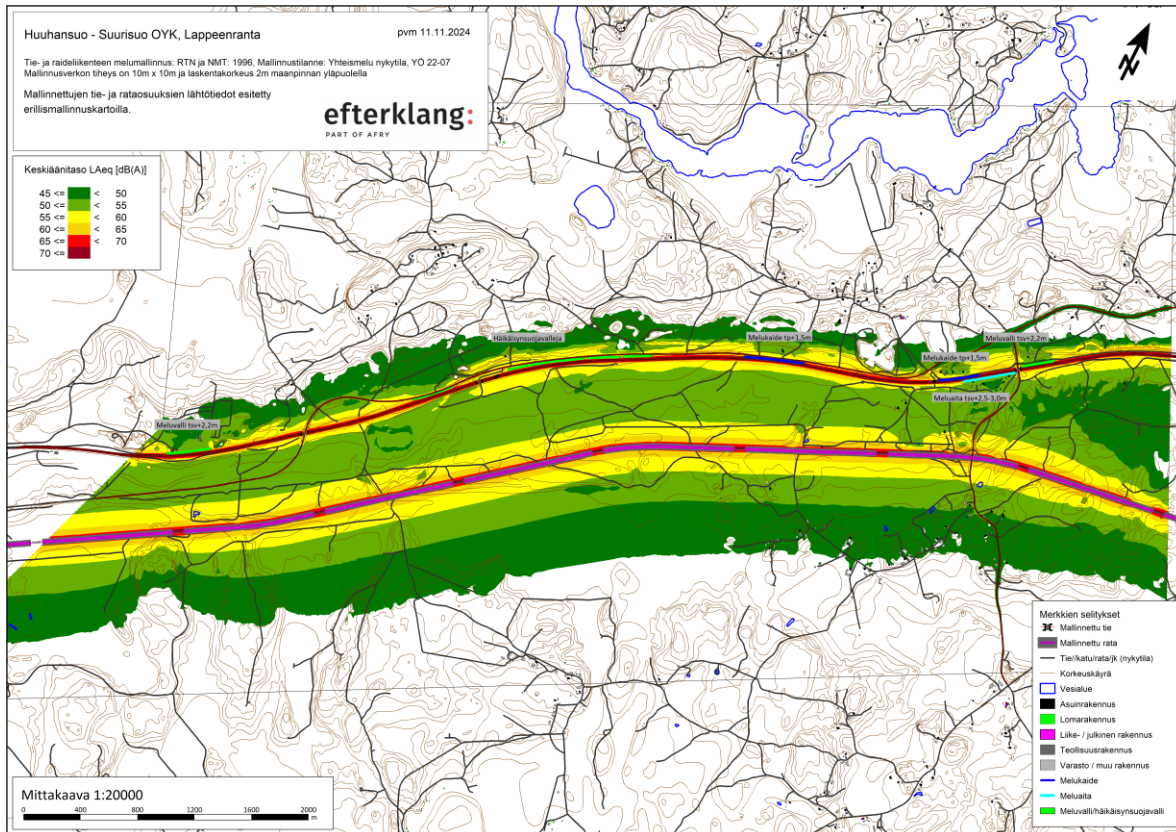 Huuhansuo - Suurisuo OYK, Lappeenranta
pvm 11.11.2024
Tie- ja raideliikenteen melumallinnus: RTN ja NMT: 1996, Mallinnustilanne: Yhteismelu nykytila, YÖ 22-07
Mallinnusverkon tiheys on 10m x 10m ja laskentakorkeus 2m maanpinnan yläpuolella
Mallinnettujen tie- ja rataosuuksien lähtötiedot esitetty
erillismallinnuskartoilla.
efterklang:
PART OF AFRY
N
Keskiäänitaso LAeq [dB(A)]
45 <= < 50
50 <= < 55
55 <= < 60
60 <= < 65
65 <= < 70
70 <=
Häikäisynsuojavalleja
Melukaide tp+1,5m
Meluvalli tsv+2,2m
Melukaide tp+1,5m
Meluaita tsv+2,5-3,0m
Meluvalli tsv+2,2m
Merkkien selitykset
Mallinnettu tie
Mallinnettu rata
Tie//katu/rata/jk (nykytila)
Korkeuskäyrä
Vesialue
Asuinrakennus
Lomarakennus
Liike- / julkinen rakennus
Teollisuusrakennus
Varasto / muu rakennus
Melukaide
Meluaita
Meluvalli/häikäisynsuojavalli
Mittakaava 1:20000
0 400 800 1200 1600 2000
m